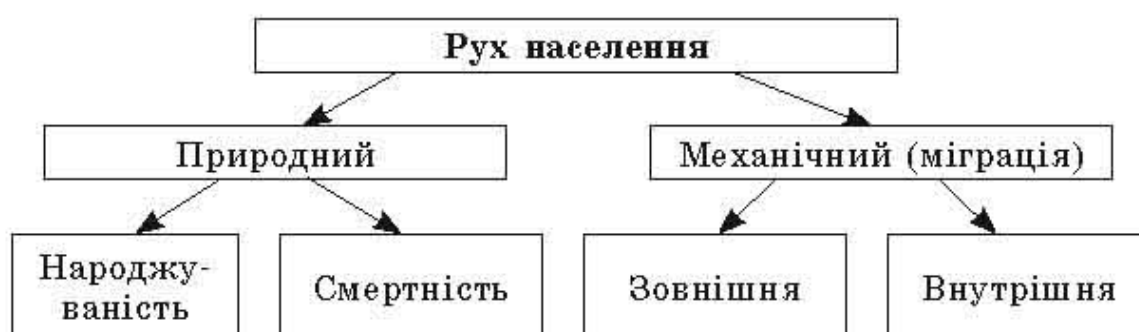 Рух населення
Природний
Механічний (міграція)
Народжу-
ваність
Смертність
Зовнішня
Внутрішня